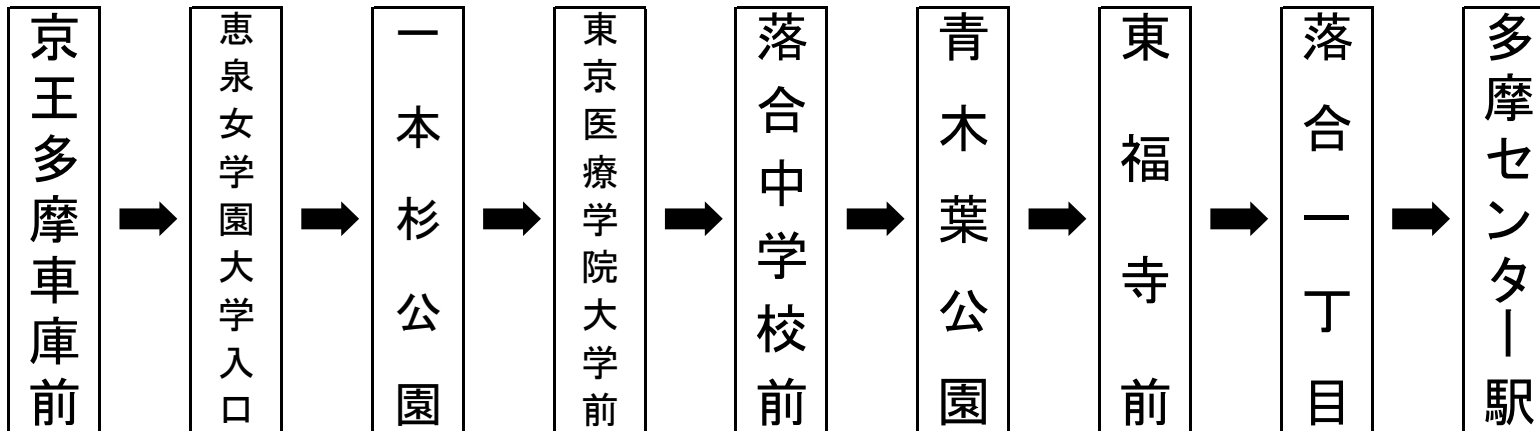 京王多摩車庫前
恵泉女学園大学入口
一本杉公園
東京医療学院大学前
落合中学校前
青木葉公園
東福寺前
落合一丁目
多摩センター駅